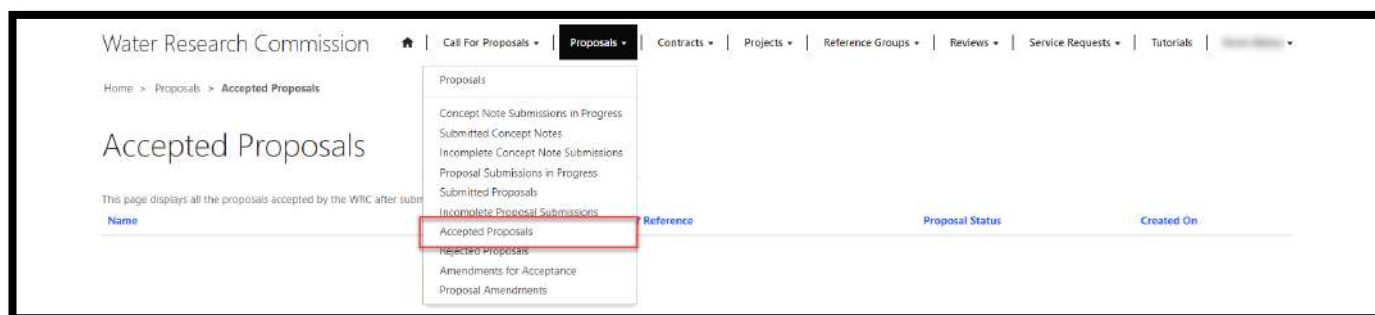 Water Research Commission | Call For Proposals | Proposals | Contracts | Projects | Reference Groups | Reviews | Service Requests | Tutorials |
Home > Proposals > Accepted Proposals
Accepted Proposals
This page displays all the proposals accepted by the WRC after
Name Reference Proposal Status Created On
Proposals
Concept Note Submissions in Progress
Submitted Concept Notes
Incomplete Concept Note Submissions
Proposal Submissions in Progress
Submitted Proposals
Incomplete Proposal Submissions
Accepted Proposals
Rejected Proposals
Amendments for Acceptance
Proposal Amendments